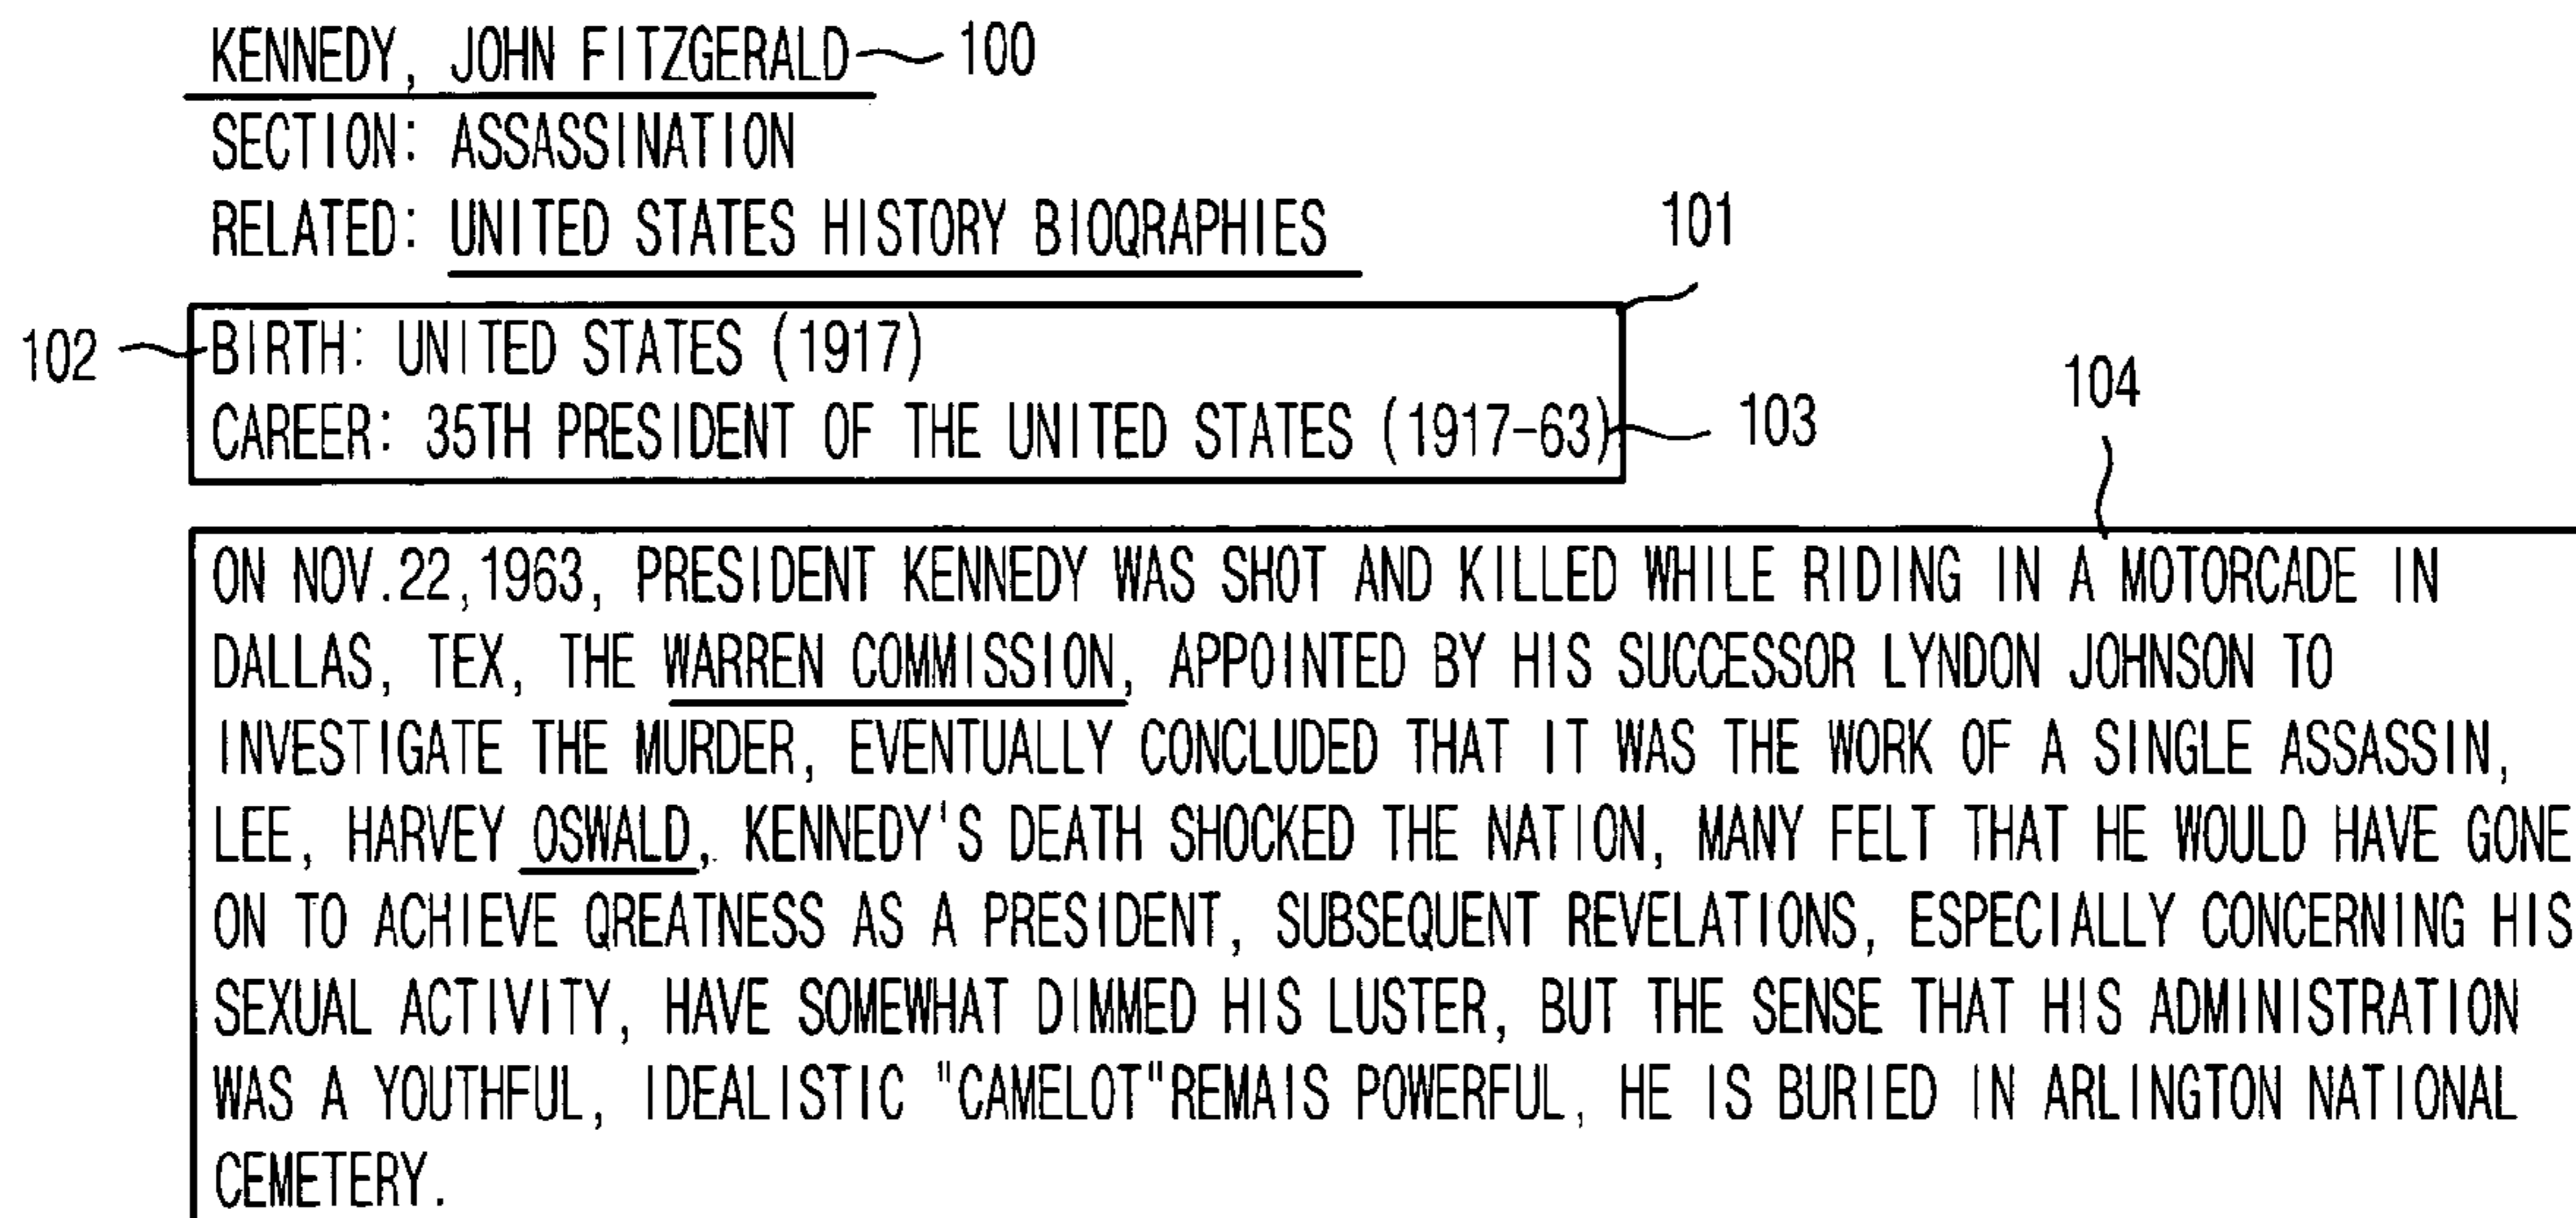 KENNEDY, JOHN FITZGERALD 100
SECTION: ASSASSINATION
RELATED: UNITED STATES HISTORY BIOQRAPHIES
101
102 BIRTH: UNITED STATES (1917)
CAREER: 35TH PRESIDENT OF THE UNITED STATES (1917-63) 103
104
ON NOV.22,1963, PRESIDENT KENNEDY WAS SHOT AND KILLED WHILE RIDING IN A MOTORCADE IN
DALLAS, TEX, THE WARREN COMMISSION, APPOINTED BY HIS SUCCESSOR LYNDON JOHNSON TO
INVESTIGATE THE MURDER, EVENTUALLY CONCLUDED THAT IT WAS THE WORK OF A SINGLE ASSASSIN,
LEE, HARVEY OSWALD, KENNEDY'S DEATH SHOCKED THE NATION, MANY FELT THAT HE WOULD HAVE GONE
ON TO ACHIEVE QREATNESS AS A PRESIDENT, SUBSEQUENT REVELATIONS, ESPECIALLY CONCERNING HIS
SEXUAL ACTIVITY, HAVE SOMEWHAT DIMMED HIS LUSTER, BUT THE SENSE THAT HIS ADMINISTRATION
WAS A YOUTHFUL, IDEALISTIC "CAMELOT"REMAIS POWERFUL, HE IS BURIED IN ARLINGTON NATIONAL
CEMETERY.